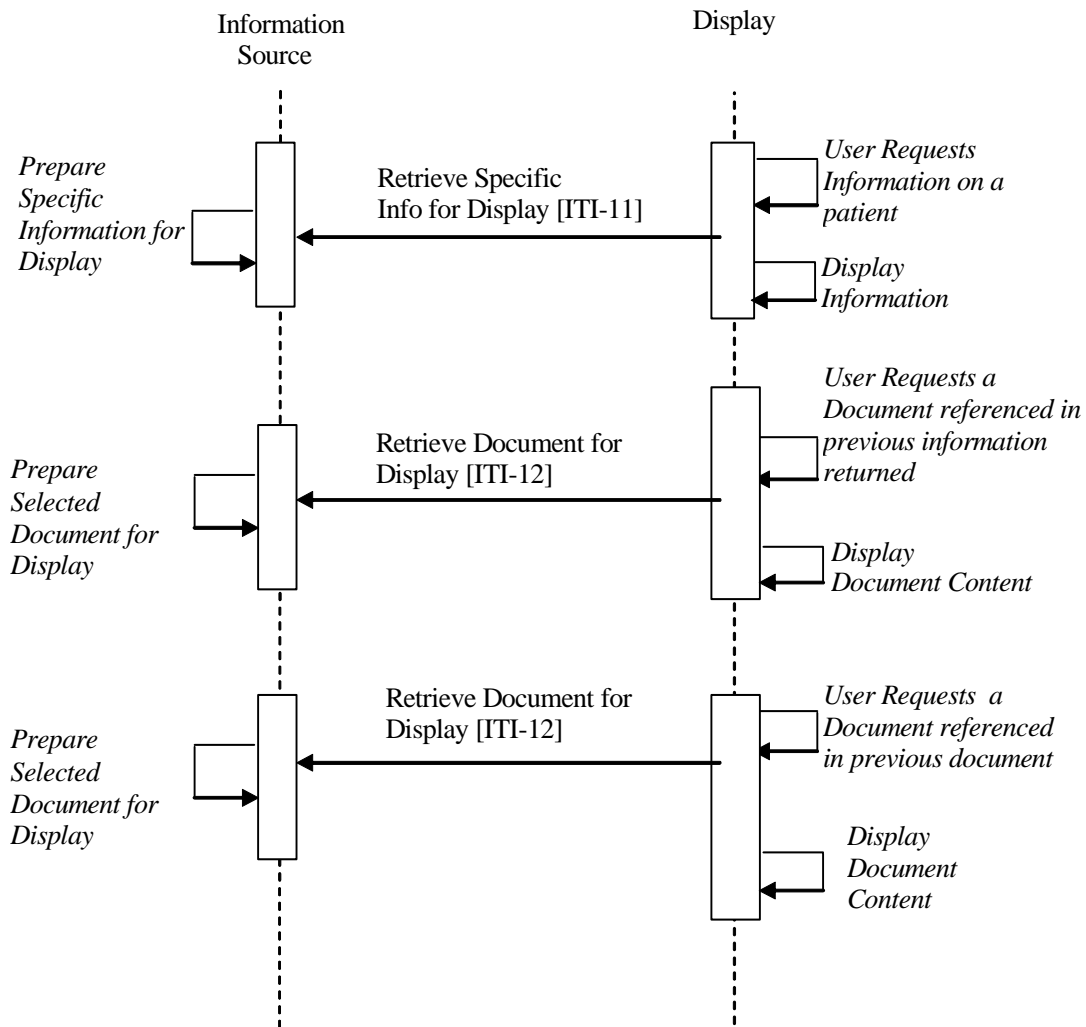 Information
Source
Display
Prepare
Specific
Information for
Display
Retrieve Specific
Info for Display [ITI-11]
User Requests
Information on a
patient
Display
Information
Prepare
Selected
Document for
Display
Retrieve Document for
Display [ITI-12]
User Requests a
Document referenced in
previous information
returned
Display
Document Content
Prepare
Selected
Document for
Display
Retrieve Document for
Display [ITI-12]
User Requests a
Document referenced
in previous document
Display
Document
Content